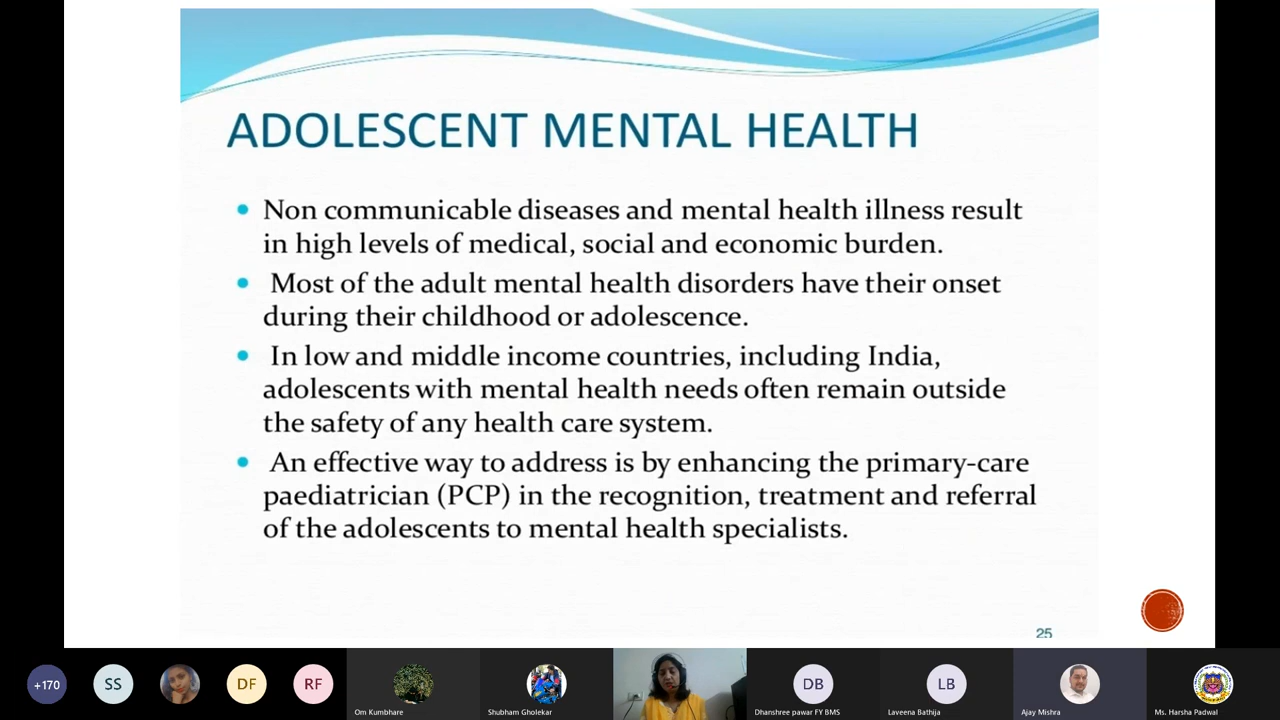 ADOLESCENT MENTAL HEALTH
Non communicable diseases and mental health illness result
in high levels of medical, social and economic burden.
Most of the adult mental health disorders have their onset
during their childhood or adolescence.
In low and middle income countries, including India,
adolescents with mental health needs often remain outside
the safety of any health care system.
An effective way to address is by enhancing the primary-care
paediatrician (PCP) in the recognition, treatment and referral
of the adolescents to mental health specialists.
25
+170
SS
DF
RF
DB
LB
Om Kumbhare
Shubham Gholekar
Dhanshree pawar FY BMS
Laveena Bathija
Ajay Mishra
Ms. Harsha Padwal